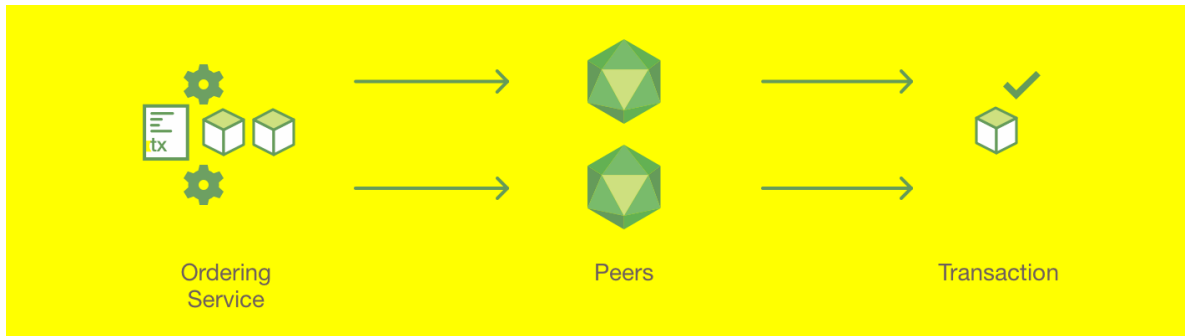 tx
Ordering
Service
Peers
Transaction